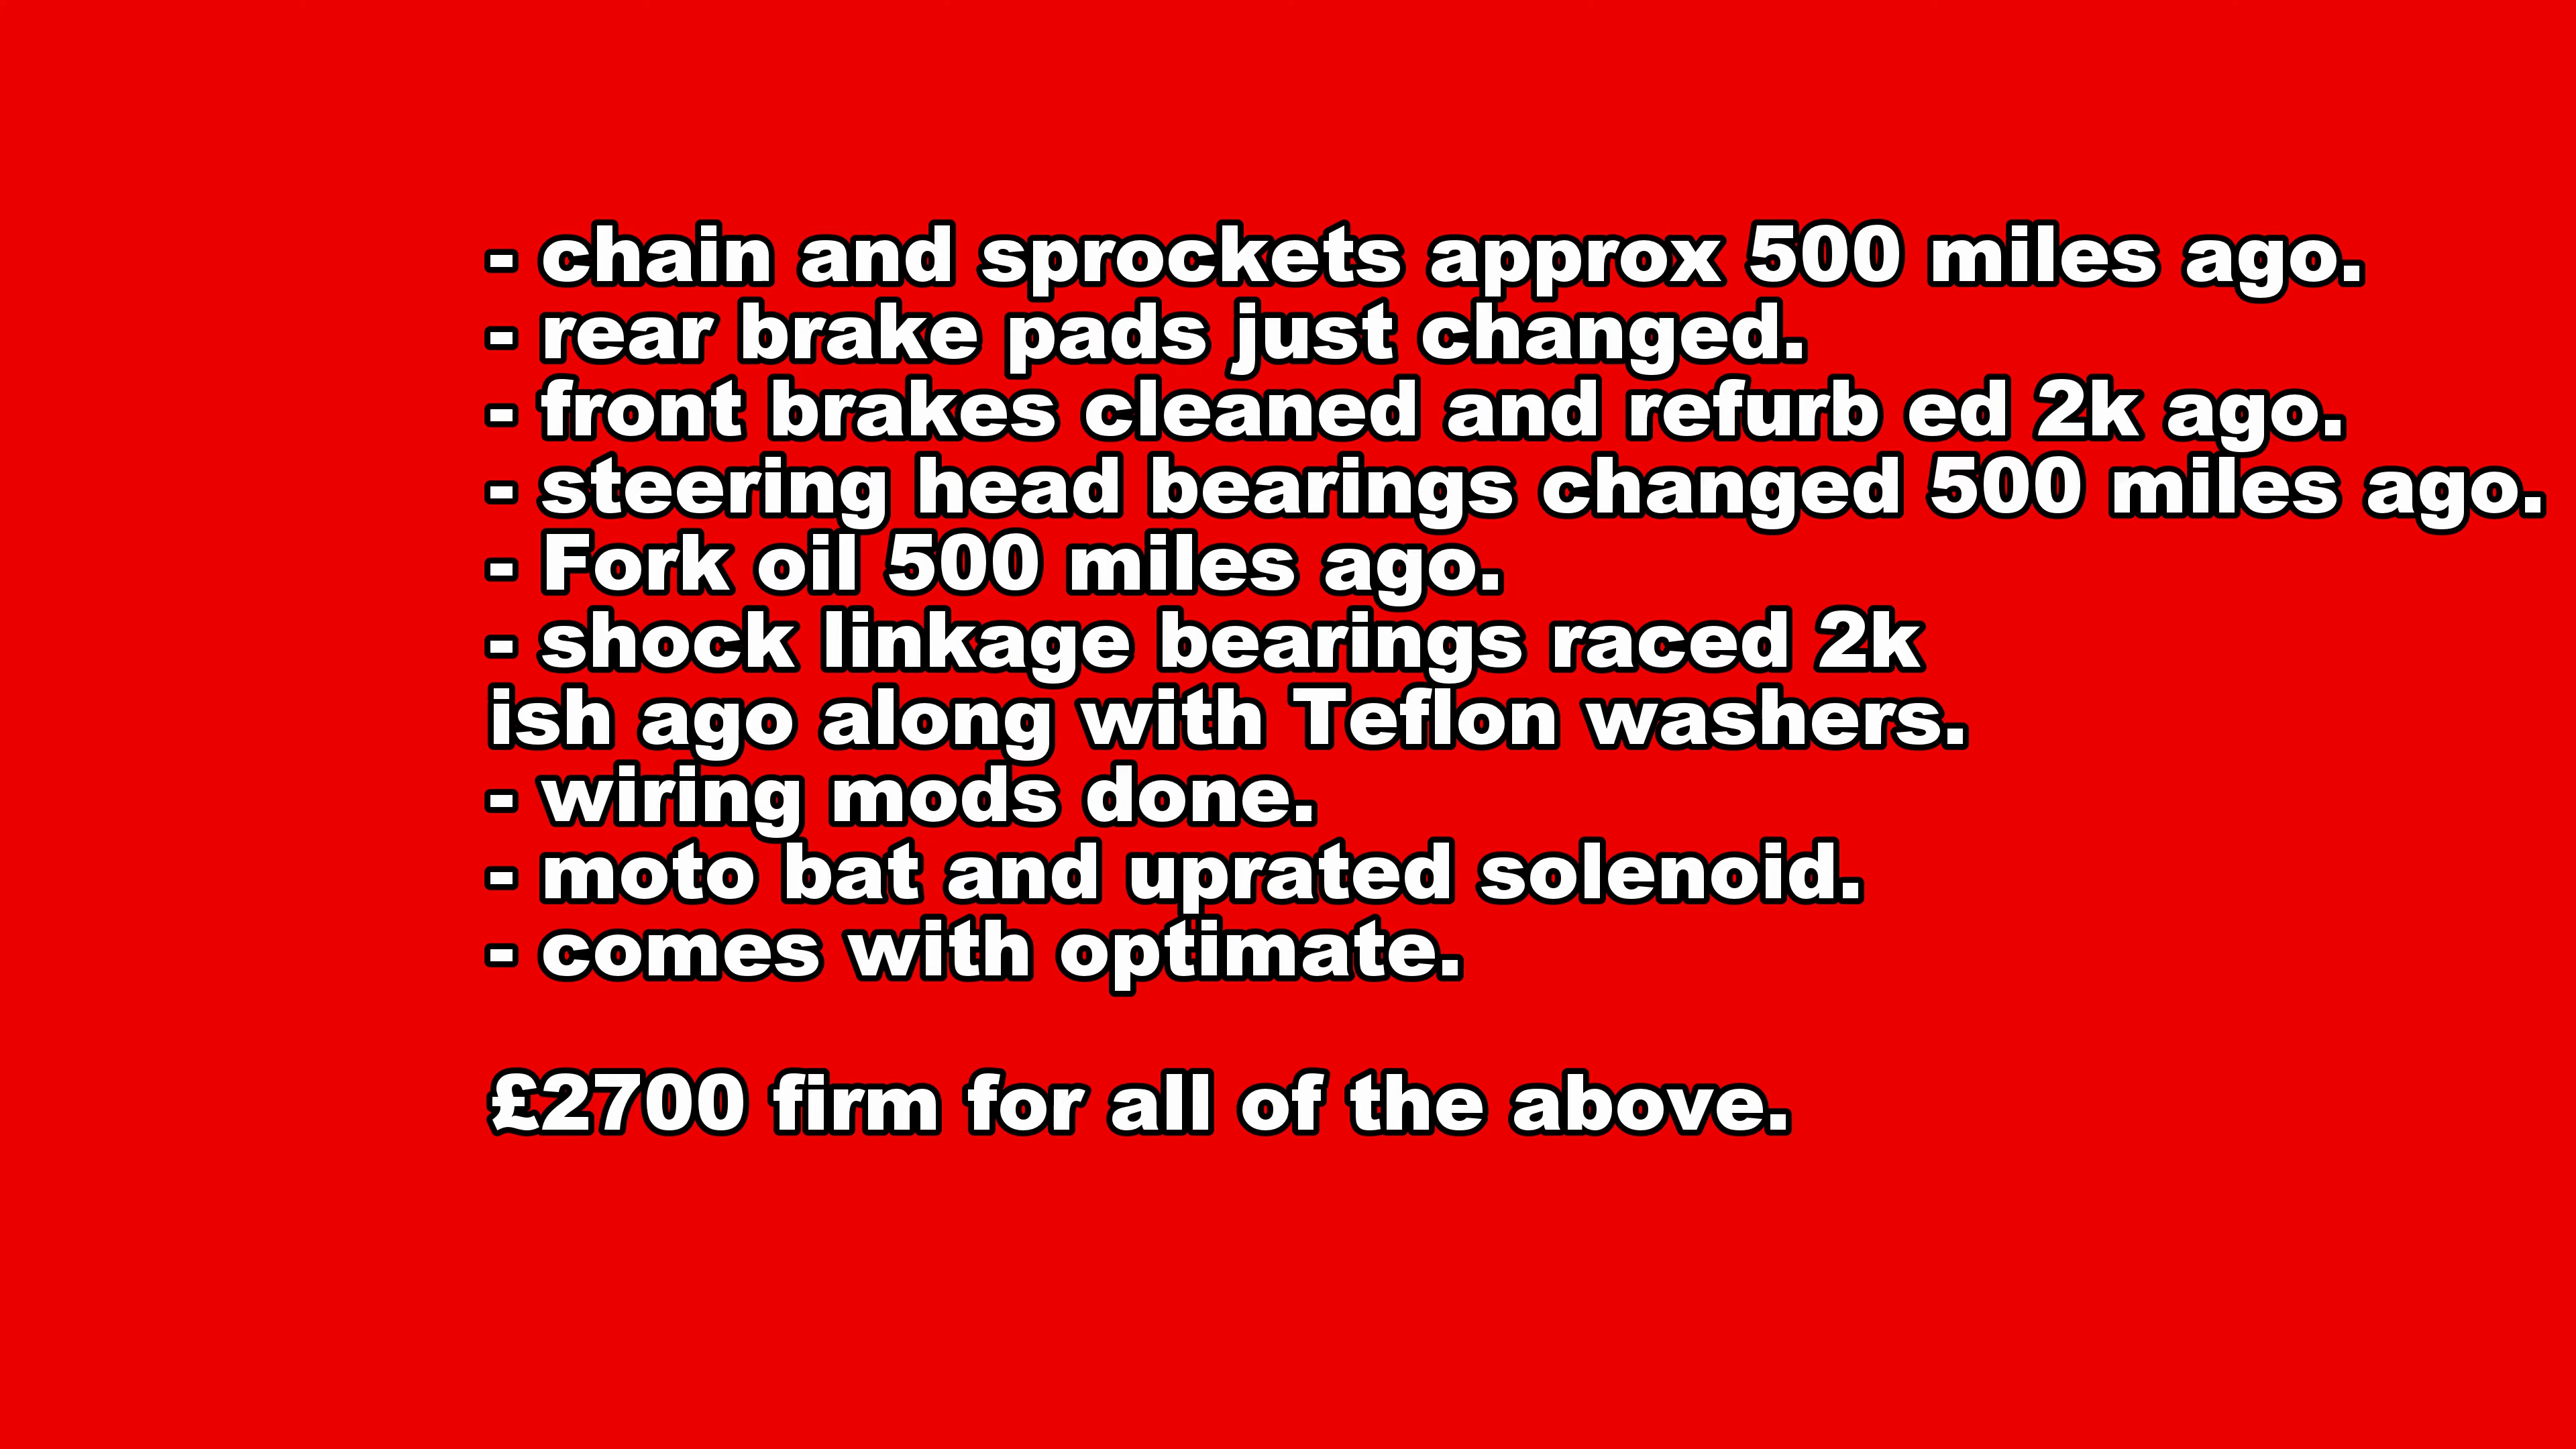 - chain and sprockets approx 500 miles ago.
- rear brake pads just changed.
- front brakes cleaned and refurb ed 2k ago.
- steering head bearings changed 500 miles ago.
- Fork oil 500 miles ago.
- shock linkage bearings raced 2k
ish ago along with Teflon washers.
- wiring mods done.
- moto bat and uprated solenoid.
- comes with optimate.
£2700 firm for all of the above.